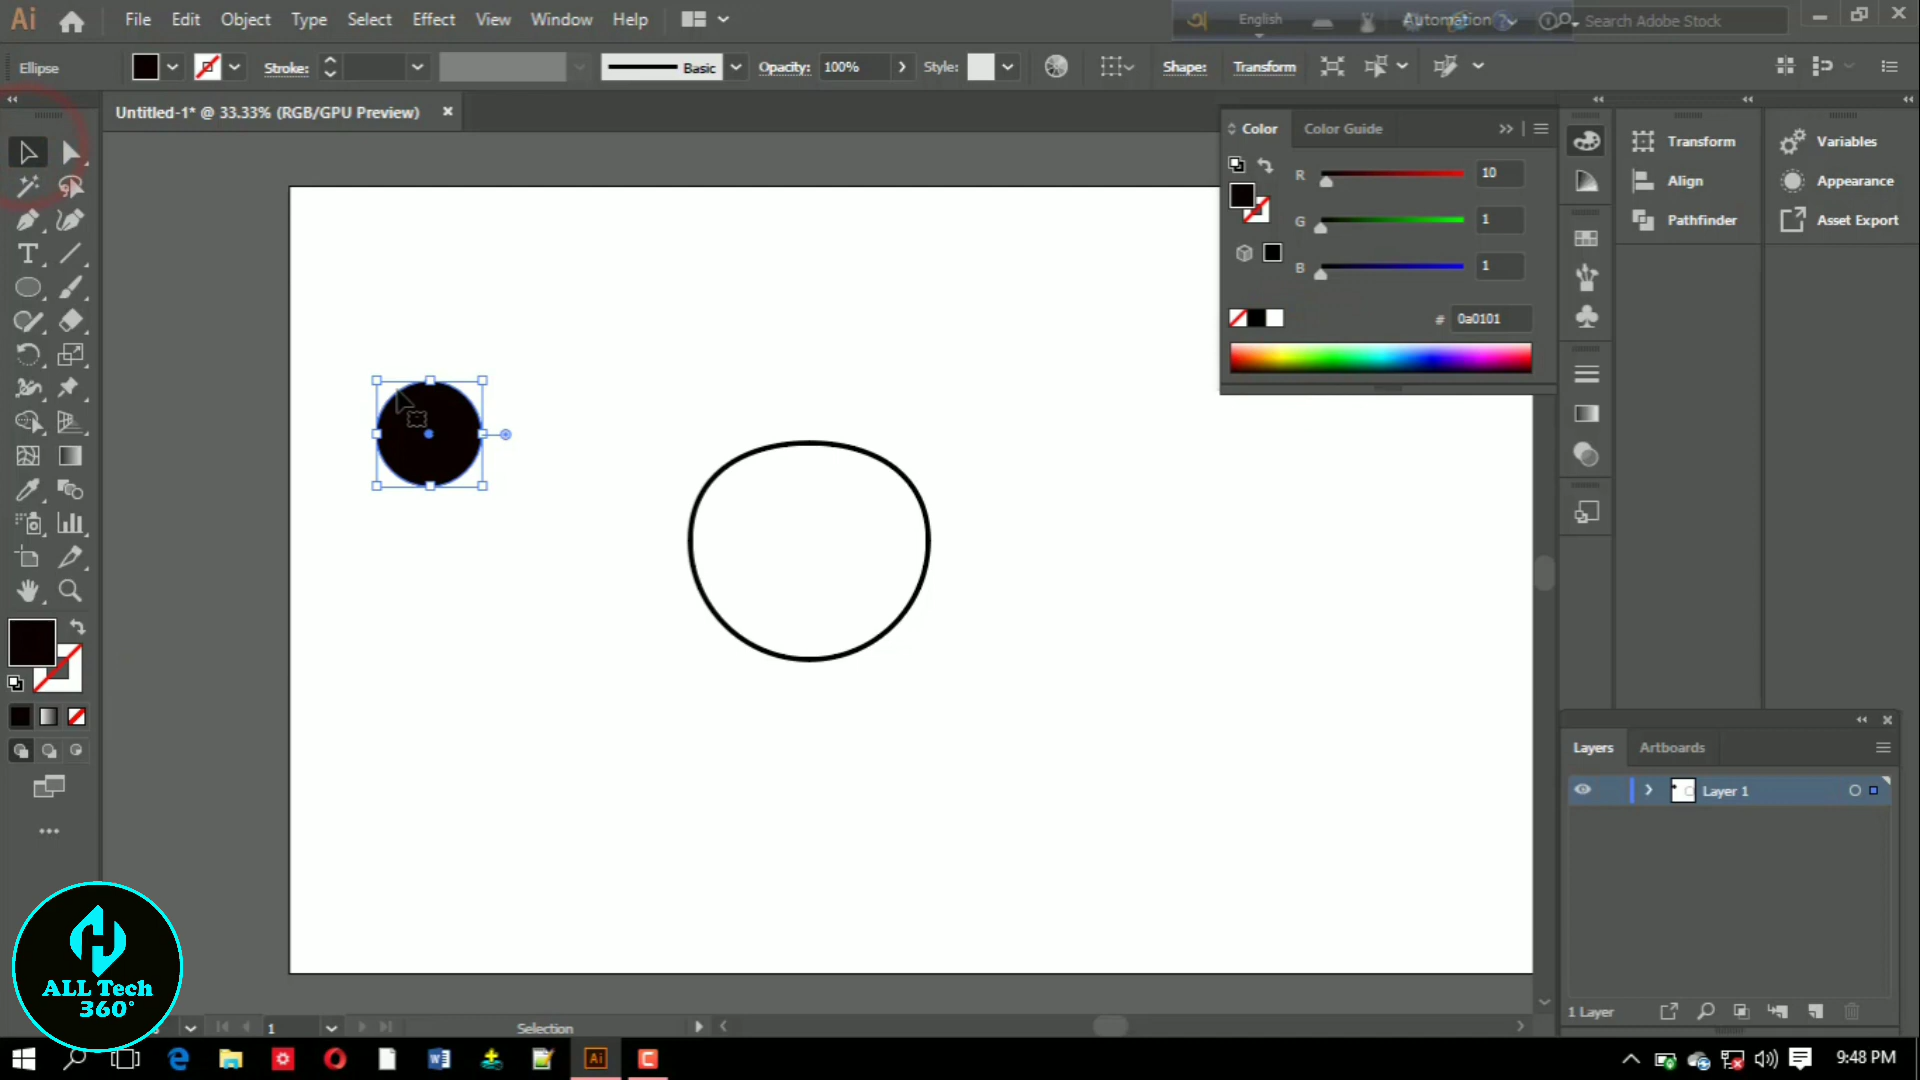 Ai File Edit Object Type Select Effect View Window Help
অ English Automation Search Adobe Stock
Ellipse Stroke: Basic Opacity: 100% Style: Shape: Transform
Untitled-1* @ 33.33% (RGB/GPU Preview)
Color Color Guide
R 10
G 1
B 1
# 0a0101
Transform
Align
Pathfinder
Variables
Appearance
Asset Export
Layers Artboards
Layer 1
1 Layer
ALL Tech
360°
1 Selection
Ai
9:48 PM